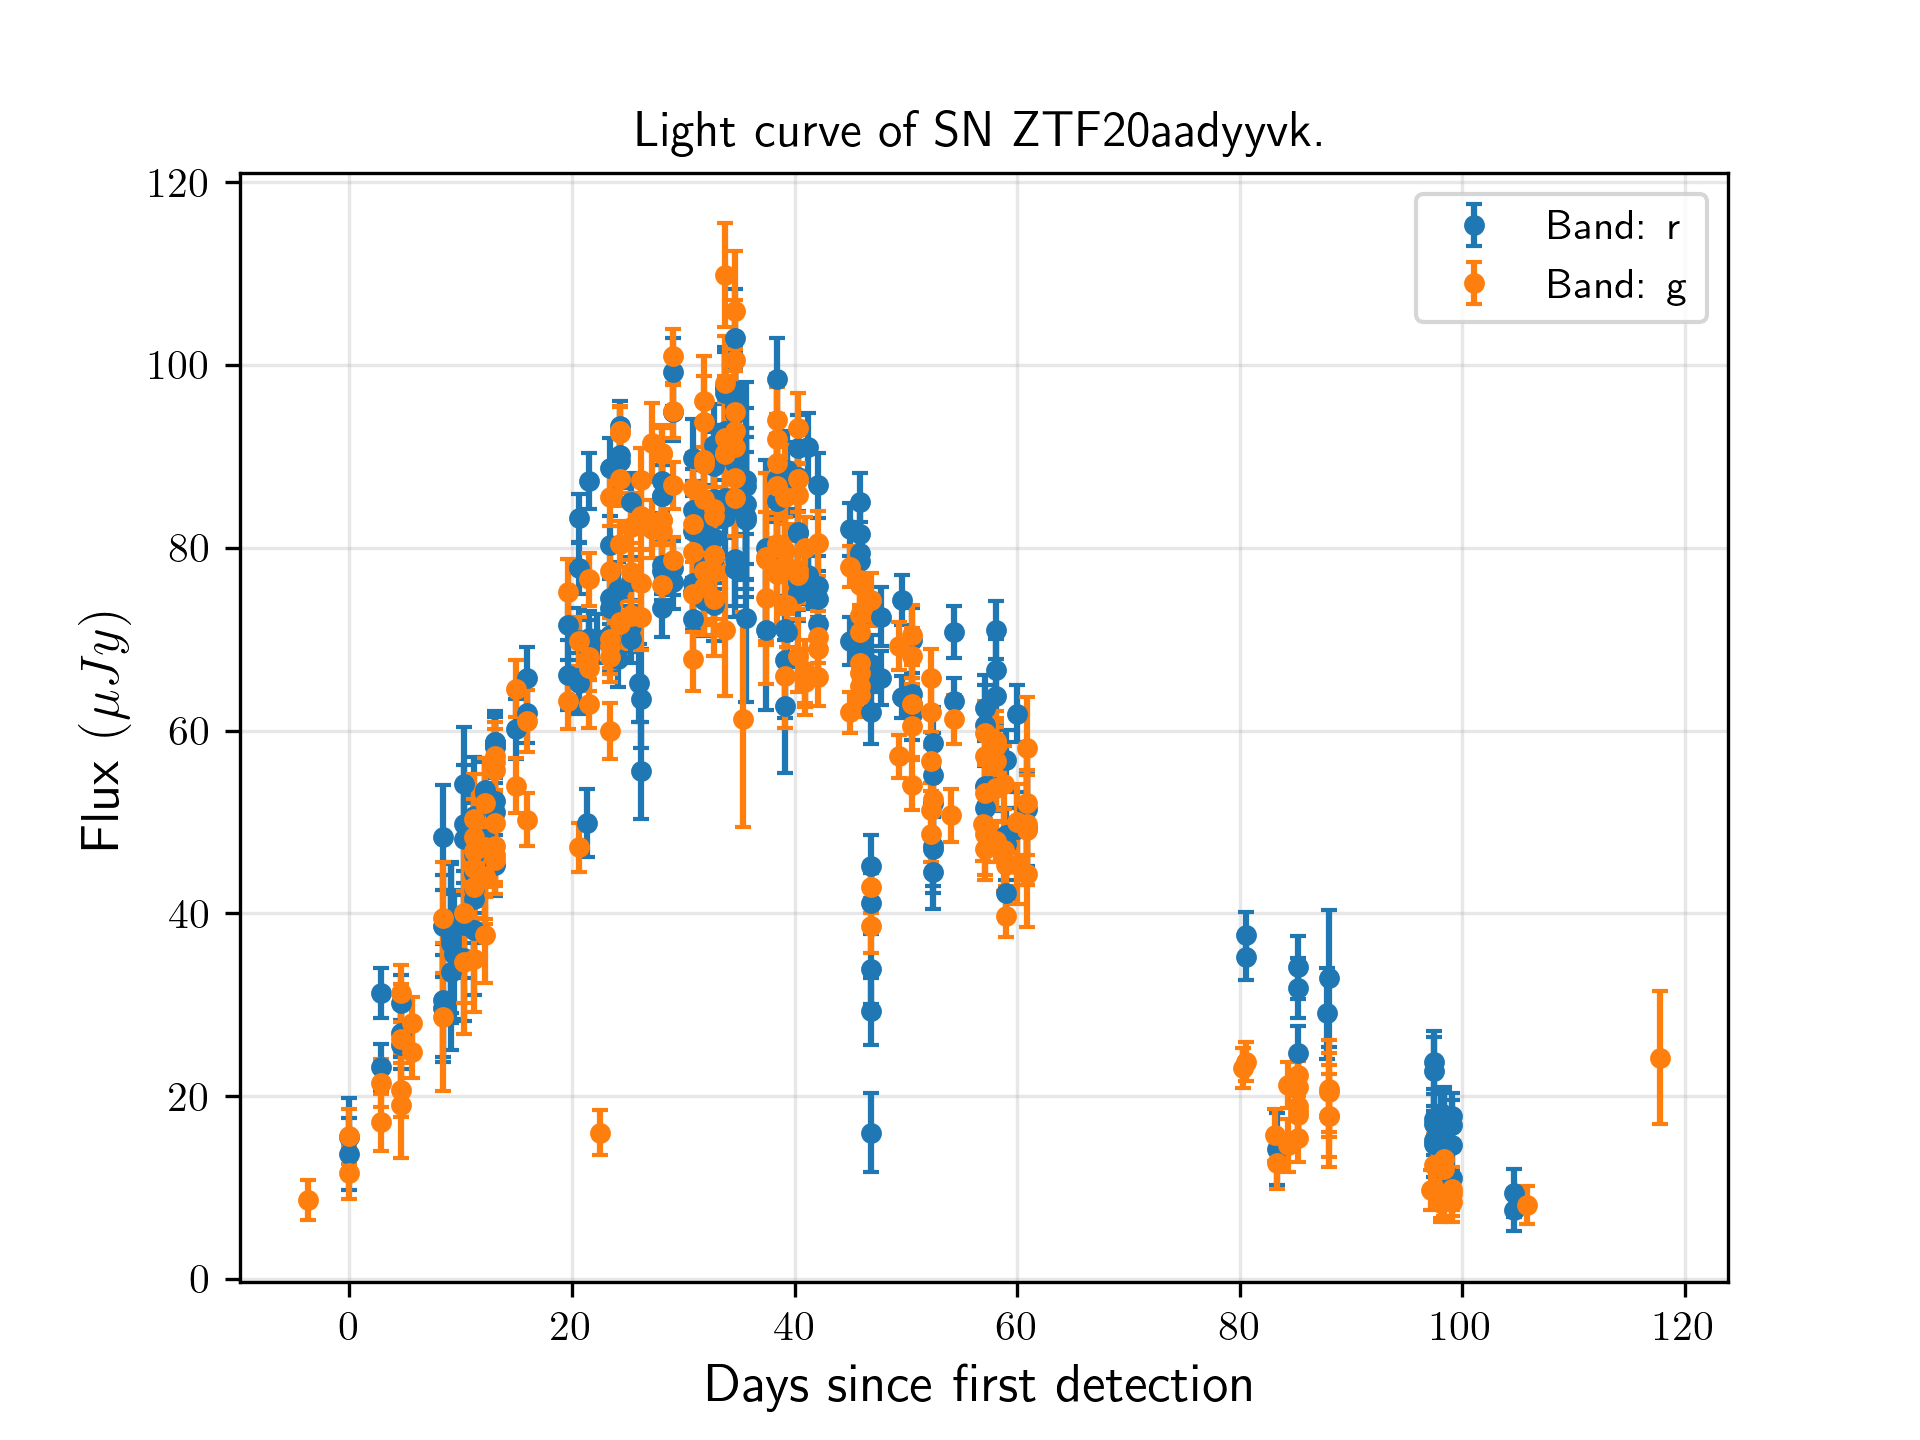 Light curve of SN ZTF20aadyyvk.
120
100
80
60
40
20
0
Flux (μJy)
Band: r
Band: g
0 20 40 60 80 100 120
Days since first detection